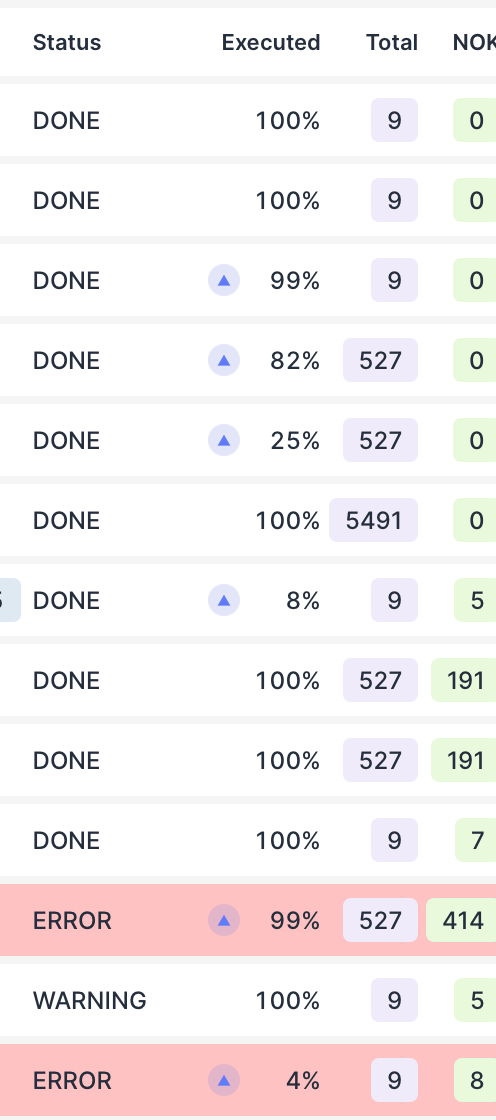 Status Executed Total NOK
DONE 100% 9 0
DONE 100% 9 0
DONE 99% 9 0
DONE 82% 527 0
DONE 25% 527 0
DONE 100% 5491 0
DONE 8% 9 5
DONE 100% 527 191
DONE 100% 527 191
DONE 100% 9 7
ERROR 99% 527 414
WARNING 100% 9 5
ERROR 4% 9 8